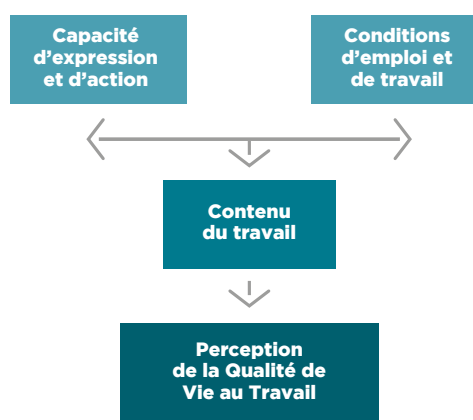 Capacité
d’expression
et d’action
Conditions
d’emploi et
de travail
Contenu
du travail
Perception
de la Qualité de
Vie au Travail